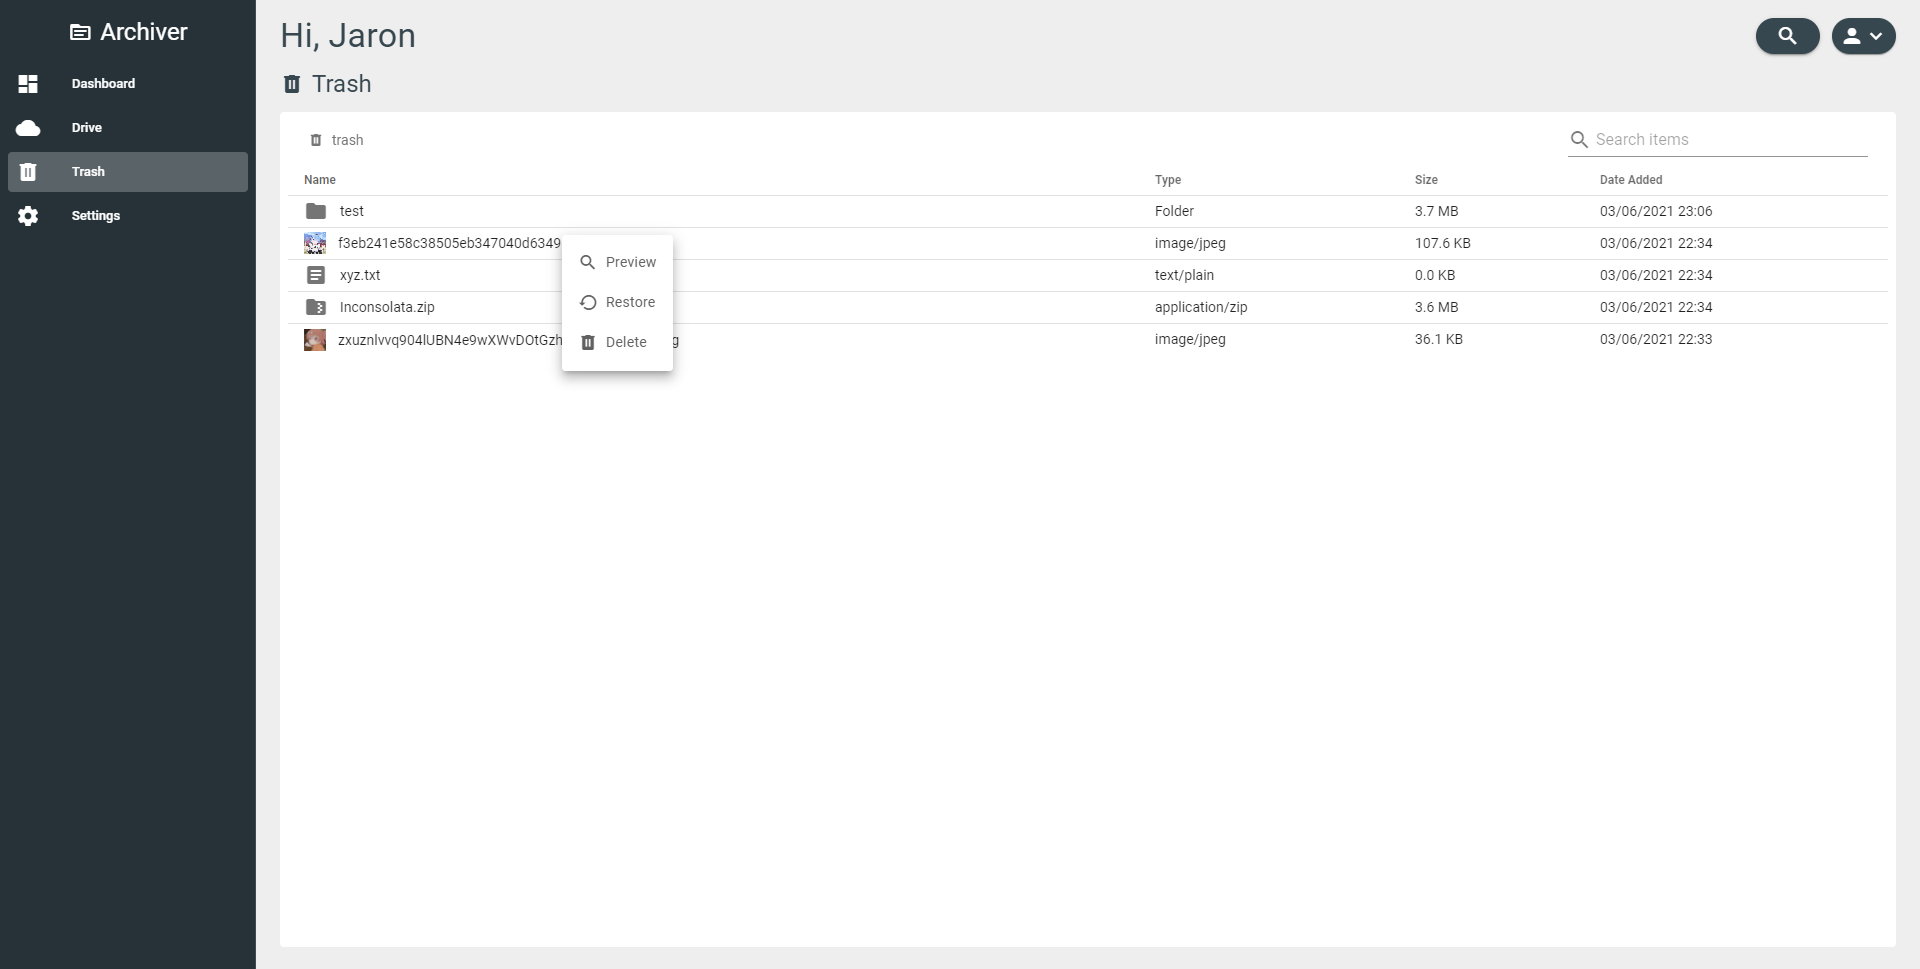 Archiver
Dashboard
Drive
Trash
Settings
Hi, Jaron
Trash
trash
Search items
Name Type Size Date Added
test Folder 3.7 MB 03/06/2021 23:06
f3eb241e58c38505eb347040d6349 image/jpeg 107.6 KB 03/06/2021 22:34
xyz.txt text/plain 0.0 KB 03/06/2021 22:34
Inconsolata.zip application/zip 3.6 MB 03/06/2021 22:34
image/jpeg 36.1 KB 03/06/2021 22:33
Preview
Restore
Delete